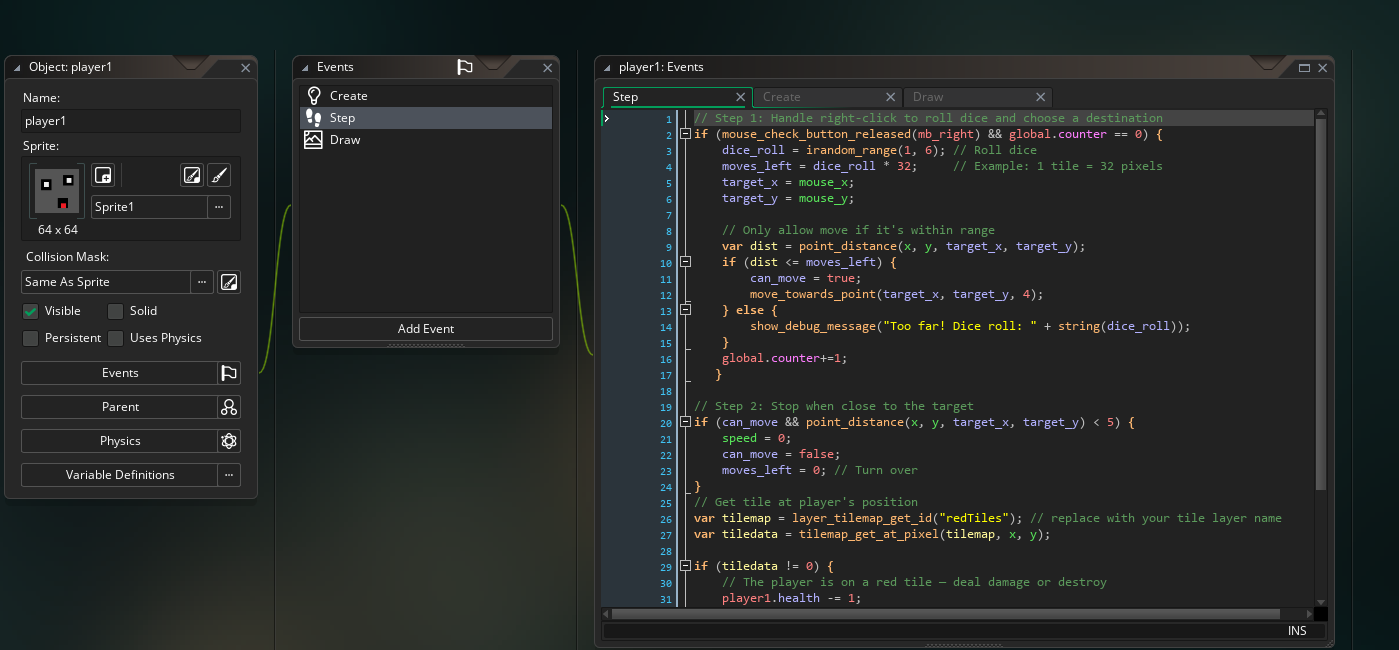 Object: player1
Name:
player1
Sprite:
Sprite1
...
64 x 64
Collision Mask:
Same As Sprite
...
Visible
Solid
Persistent
Uses Physics
Events
Parent
Physics
Variable Definitions
...
Events
Create
Step
Draw
Add Event
player1: Events
Step
Create
Draw
1 // Step 1: Handle right-click to roll dice and choose a destination
2 if (mouse_check_button_released(mb_right) && global.counter == 0) {
3 dice_roll = irandom_range(1, 6); // Roll dice
4 moves_left = dice_roll * 32; // Example: 1 tile = 32 pixels
5 target_x = mouse_x;
6 target_y = mouse_y;
7
8 // Only allow move if it's within range
9 var dist = point_distance(x, y, target_x, target_y);
10 if (dist <= moves_left) {
11 can_move = true;
12 move_towards_point(target_x, target_y, 4);
13 } else {
14 show_debug_message("Too far! Dice roll: " + string(dice_roll));
15 }
16 global.counter+=1;
17 }
18
19 // Step 2: Stop when close to the target
20 if (can_move && point_distance(x, y, target_x, target_y) < 5) {
21 speed = 0;
22 can_move = false;
23 moves_left = 0; // Turn over
24 }
25 // Get tile at player's position
26 var tilemap = layer_tilemap_get_id("redTiles"); // replace with your tile layer name
27 var tiledata = tilemap_get_at_pixel(tilemap, x, y);
28
29 if (tiledata != 0) {
30 // The player is on a red tile — deal damage or destroy
31 player1.health -= 1;
INS